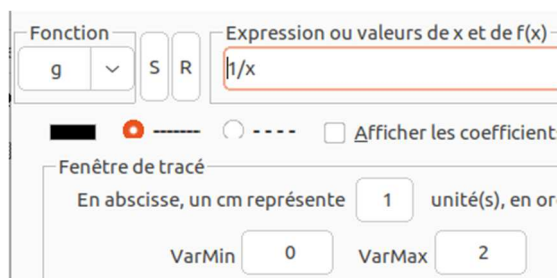 Fonction
Expression ou valeurs de x et de f(x)
g S R 1/x
Afficher les coefficient
Fenêtre de tracé
En abscisse, un cm représente 1 unité(s), en or
VarMin 0 VarMax 2